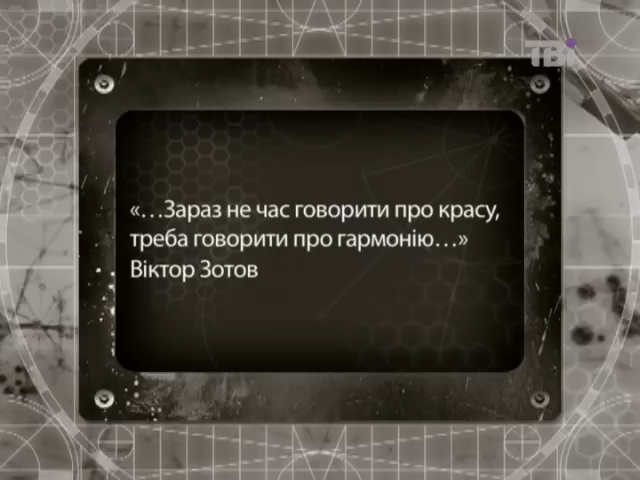 ТВі
«…Зараз не час говорити про красу,
треба говорити про гармонію…»
Віктор Зотов